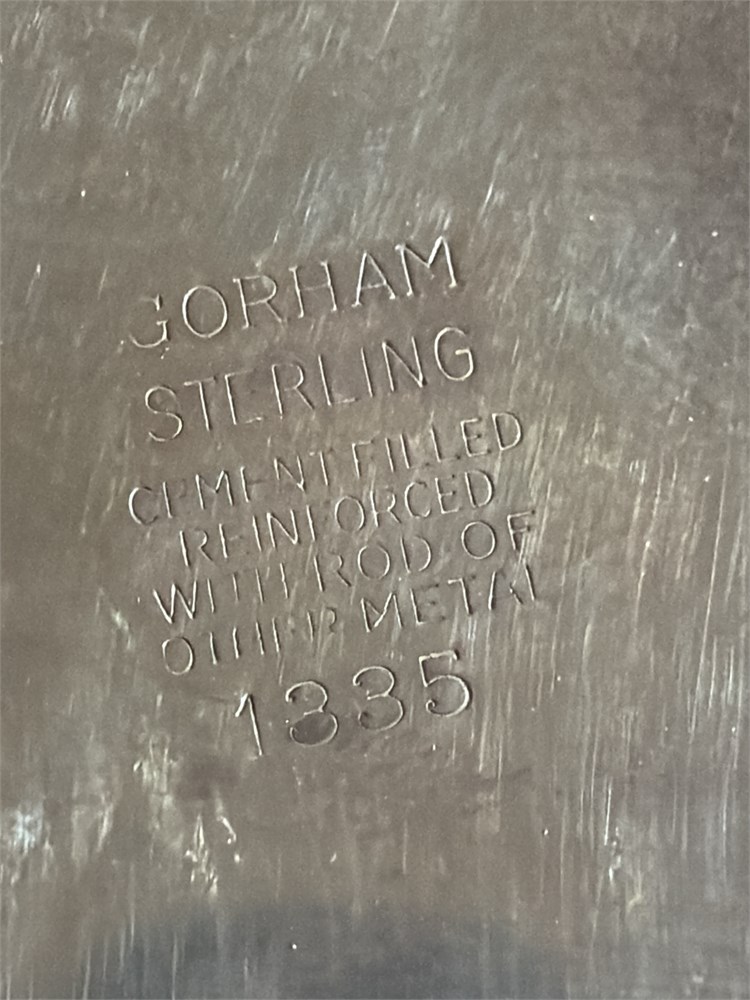 GORHAM
STERLING
CEMENT FILLED
REINFORCED
WITH ROD OF
OTHER METAL
1335